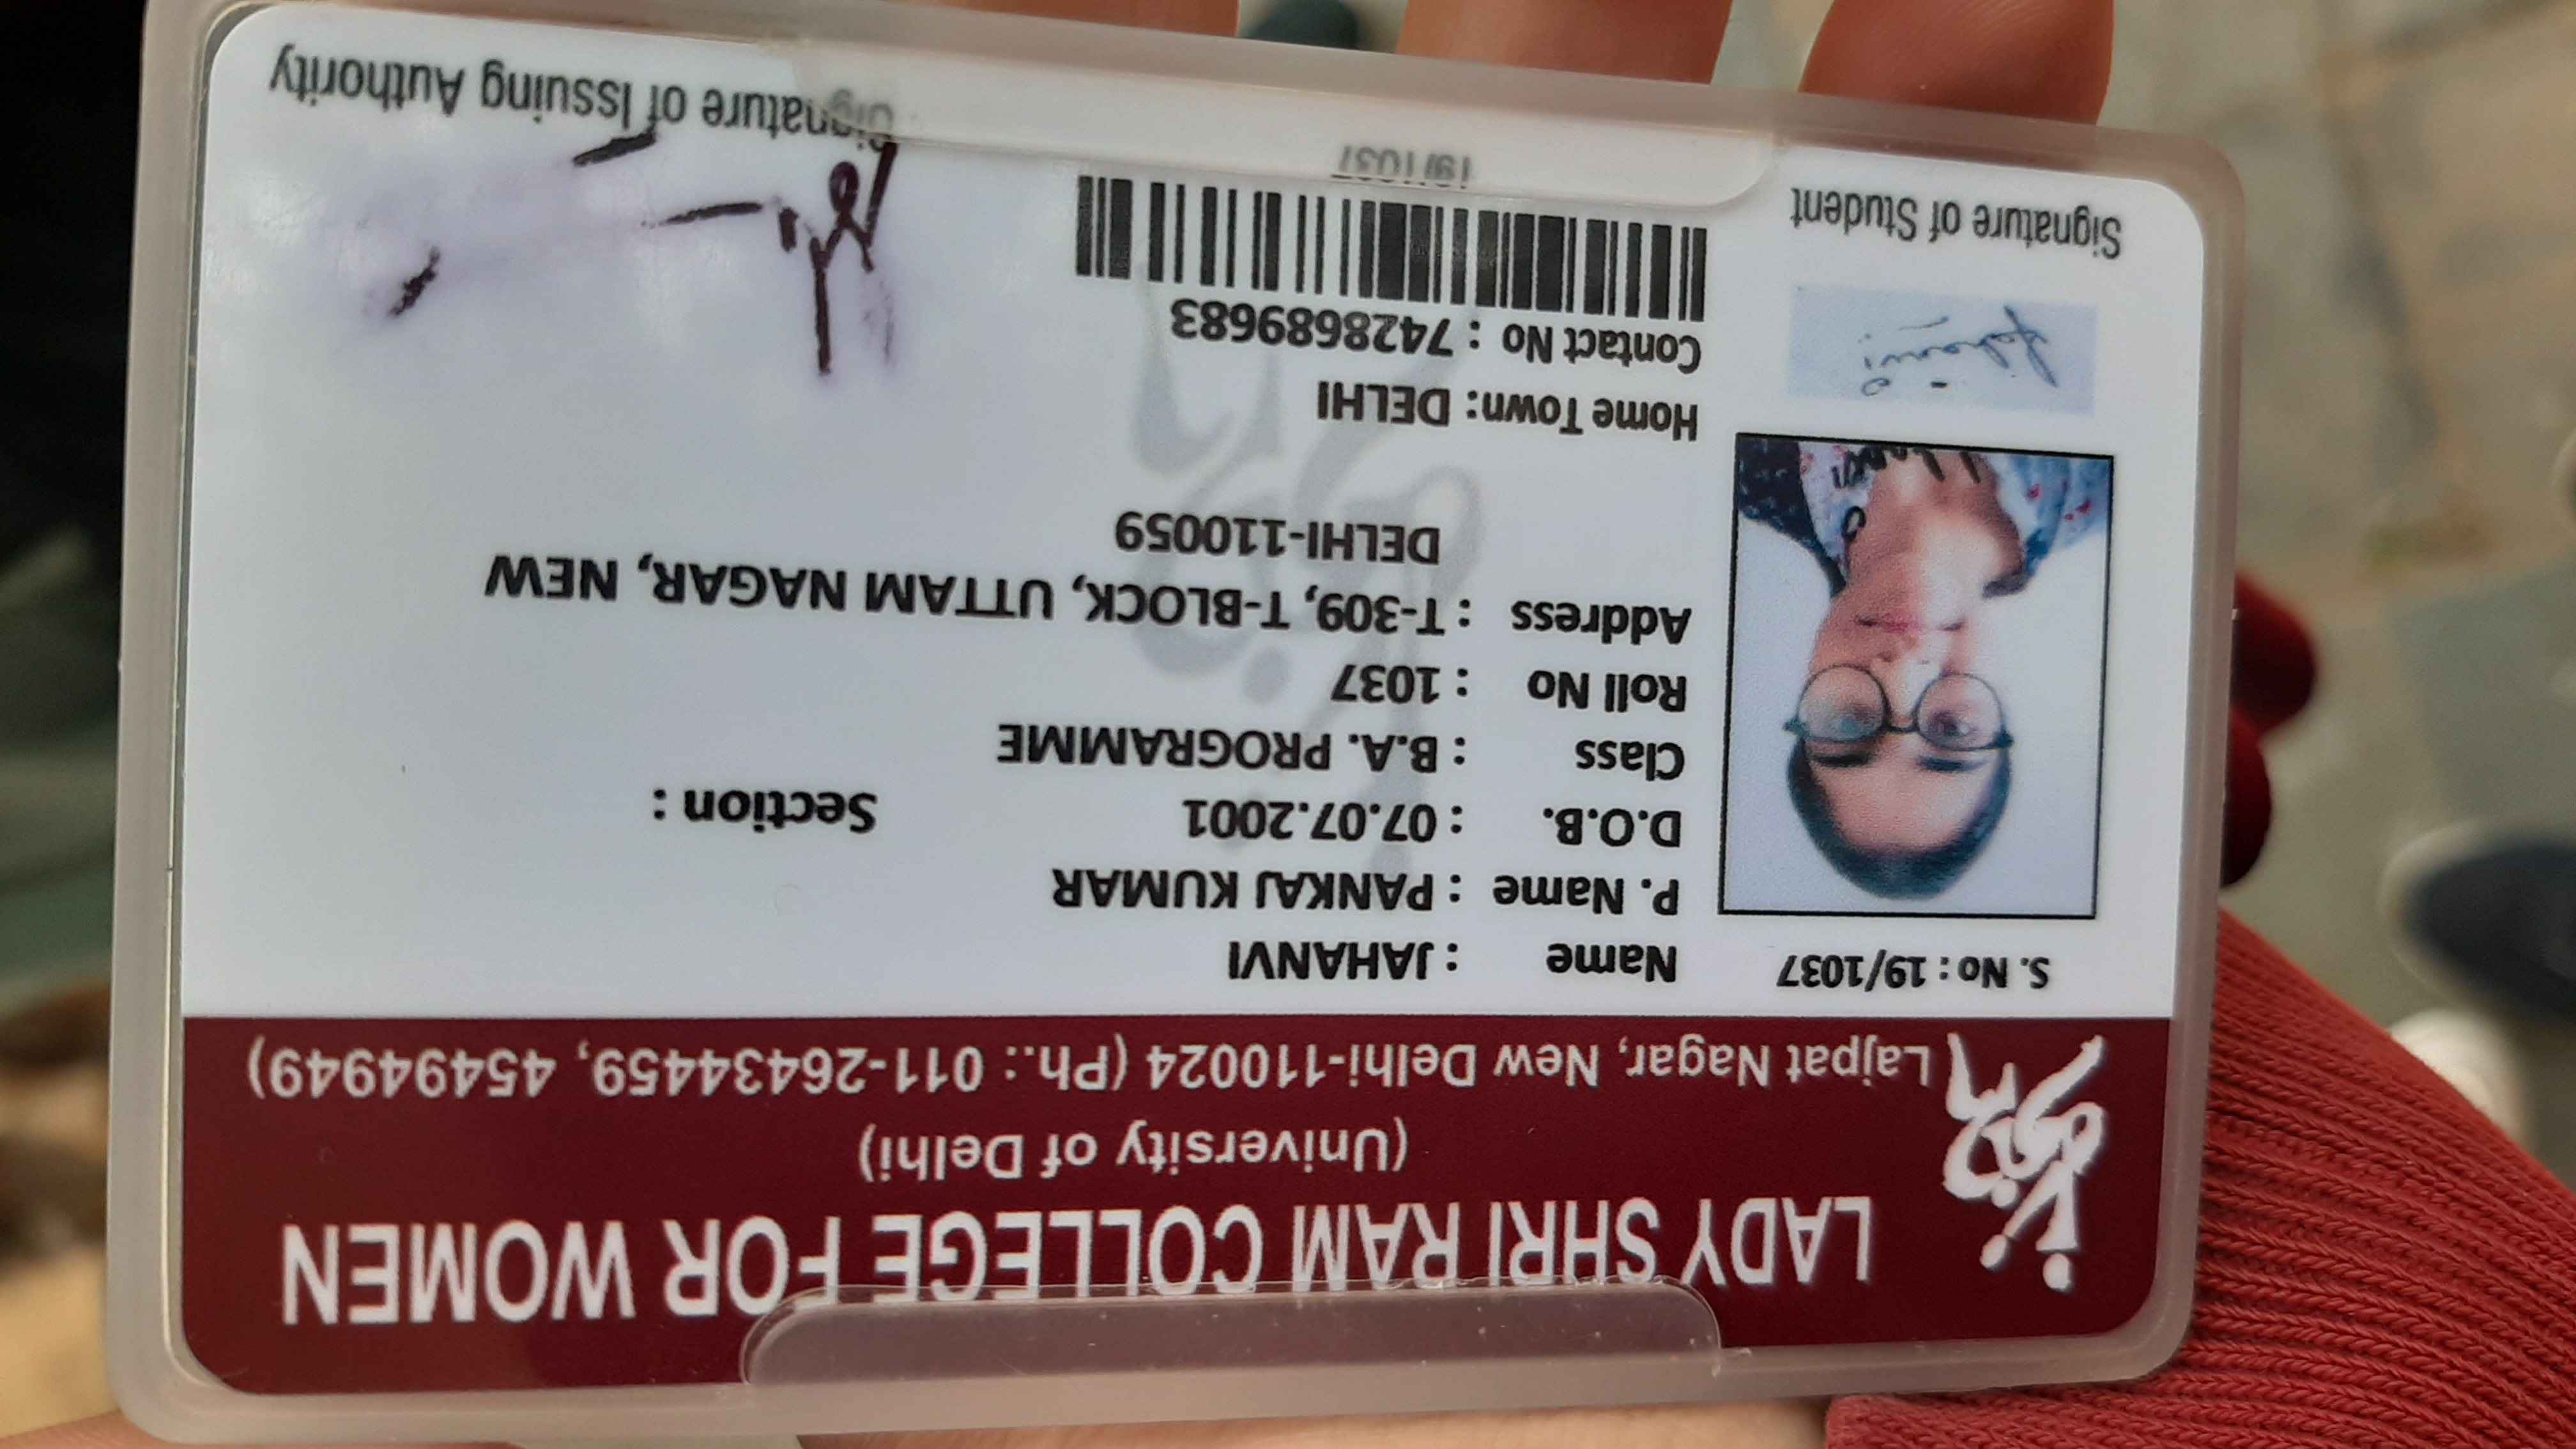 LADY SHRI RAM COLLEGE FOR WOMEN
(University of Delhi)
Lajpat Nagar, New Delhi-110024 (Ph.: 011-26434459, 45494949)
S. No : 19/1037
Name : JAHANVI
P. Name : PANKAJ KUMAR
D.O.B. : 07.07.2001 Section :
Class : B.A. PROGRAMME
Roll No : 1037
Address : T-309, T-BLOCK, UTTAM NAGAR, NEW
DELHI-110059
Home Town: DELHI
Contact No : 7428689683
19/1037
Signature of Student
Signature of Issuing Authority